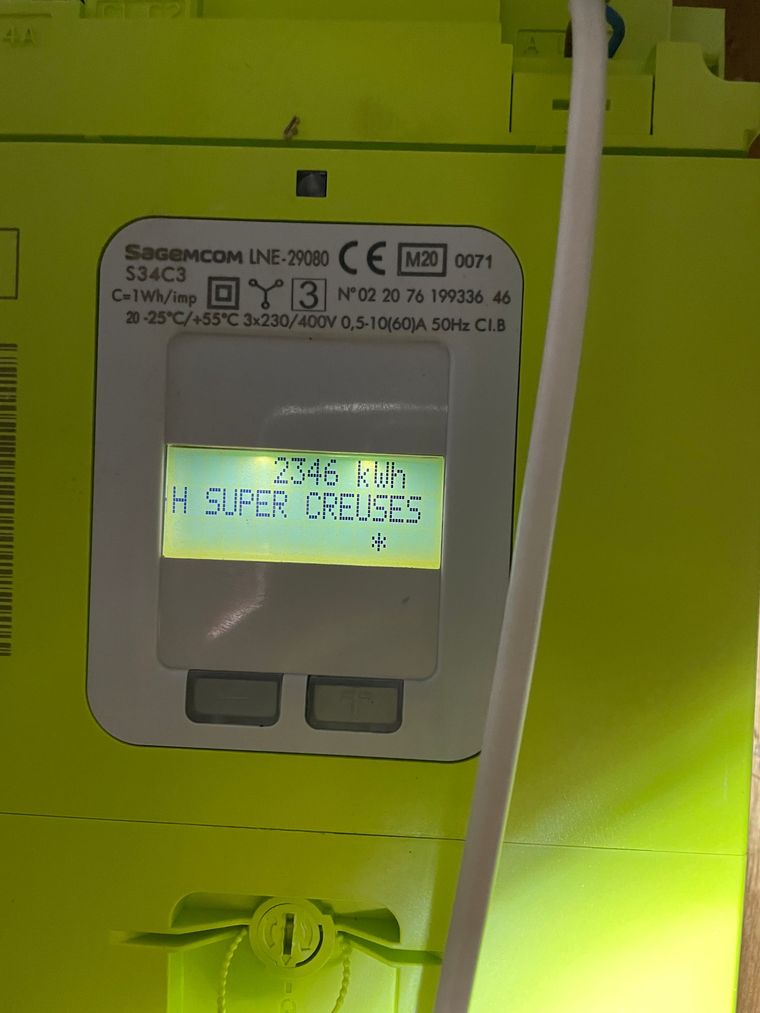 4A
A
SAGEMCOM LNE-29080 CE M20 0071
S34C3
C=1Wh/imp 3 N° 02 20 76 199336 46
20 -25°C/+55°C 3x230/400V 0,5-10(60)A 50Hz Cl.B
2346 kWh
H SUPER CREUSES
*
- +